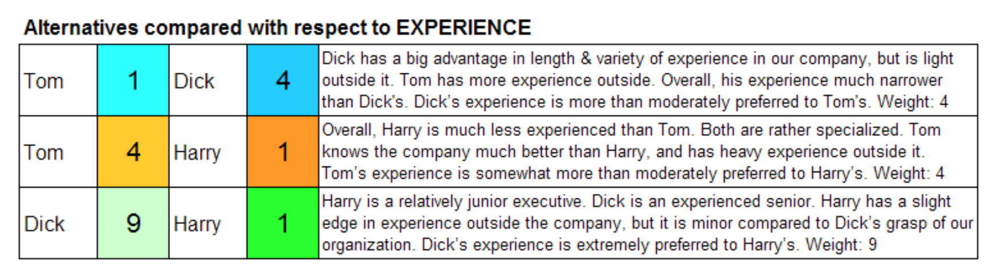 Alternatives compared with respect to EXPERIENCE
Tom 1 Dick 4 Dick has a big advantage in length & variety of experience in our company, but is light
outside it. Tom has more experience outside. Overall, his experience much narrower
than Dick's. Dick's experience is more than moderately preferred to Tom's. Weight: 4
Tom 4 Harry 1 Overall, Harry is much less experienced than Tom. Both are rather specialized. Tom
knows the company much better than Harry, and has heavy experience outside it.
Tom's experience is somewhat more than moderately preferred to Harry's. Weight: 4
Dick 9 Harry 1 Harry is a relatively junior executive. Dick is an experienced senior. Harry has a slight
edge in experience outside the company, but it is minor compared to Dick's grasp of our
organization. Dick's experience is extremely preferred to Harry's. Weight: 9